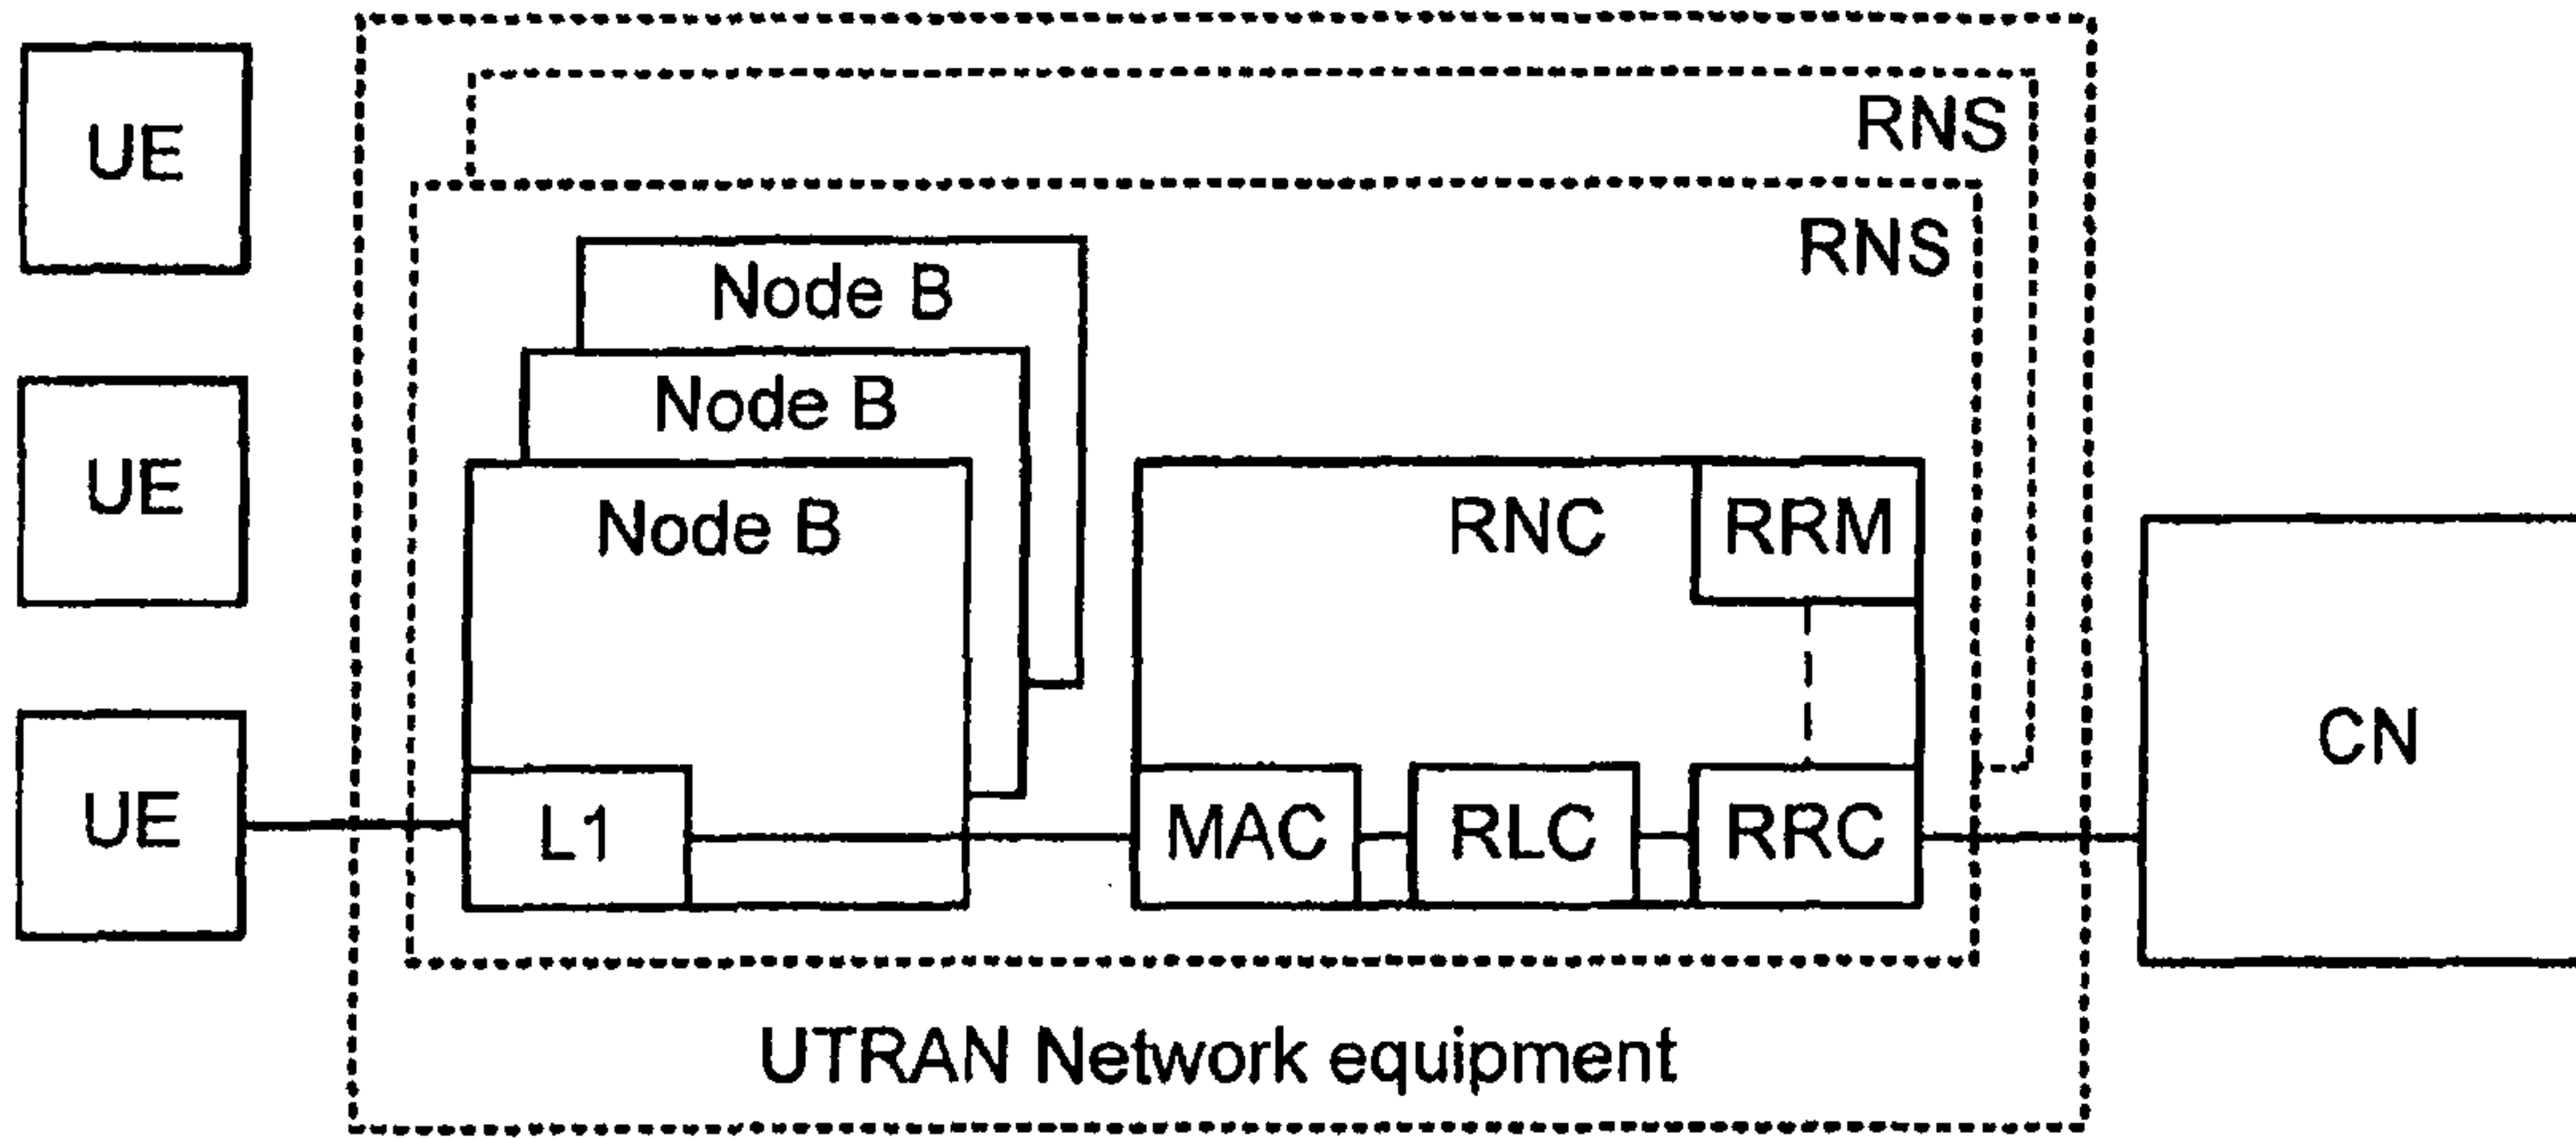 UE
RNS
RNS
Node B
Node B
UE
Node B
RNC
RRM
CN
UE
L1
MAC
RLC
RRC
UTRAN Network equipment